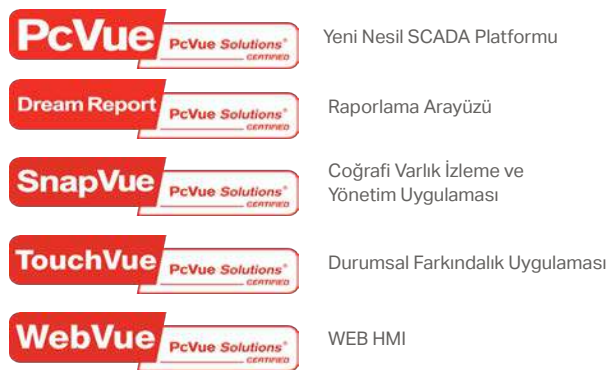 PcVue PcVue Solutions® Yeni Nesil SCADA Platformu
CERTIFIED
Dream Report PcVue Solutions® Raporlama Arayüzü
CERTIFIED
SnapVue PcVue Solutions® Coğrafi Varlık İzleme ve
CERTIFIED Yönetim Uygulaması
TouchVue PcVue Solutions® Durumsal Farkındalık Uygulaması
CERTIFIED
WebVue PcVue Solutions® WEB HMI
CERTIFIED